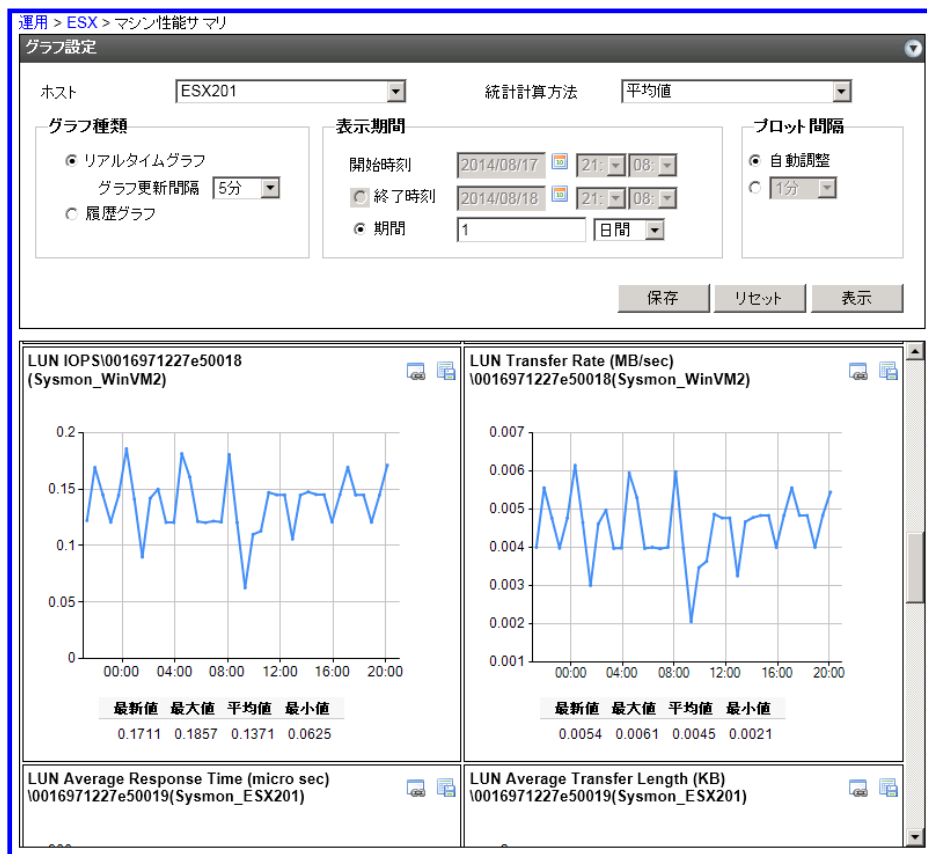 運用 > ESX > マシン性能サマリ
グラフ設定
ホスト ESX201 統計計算方法 平均値
グラフ種類
リアルタイムグラフ
グラフ更新間隔 5分
履歴グラフ
表示期間
開始時刻 2014/08/17 21: 08:
終了時刻 2014/08/18 21: 08:
期間 1 日間
プロット間隔
自動調整
1分
保存 リセット 表示
LUN IOPS\0016971227e50018
(Sysmon_WinVM2)
0.2
0.15
0.1
0.05
0
00:00 04:00 08:00 12:00 16:00 20:00
最新値 最大値 平均値 最小値
0.1711 0.1857 0.1371 0.0625
LUN Transfer Rate (MB/sec)
\0016971227e50018(Sysmon_WinVM2)
0.007
0.006
0.005
0.004
0.003
0.002
0.001
00:00 04:00 08:00 12:00 16:00 20:00
最新値 最大値 平均値 最小値
0.0054 0.0061 0.0045 0.0021
LUN Average Response Time (micro sec)
\0016971227e50019(Sysmon_ESX201)
LUN Average Transfer Length (KB)
\0016971227e50019(Sysmon_ESX201)